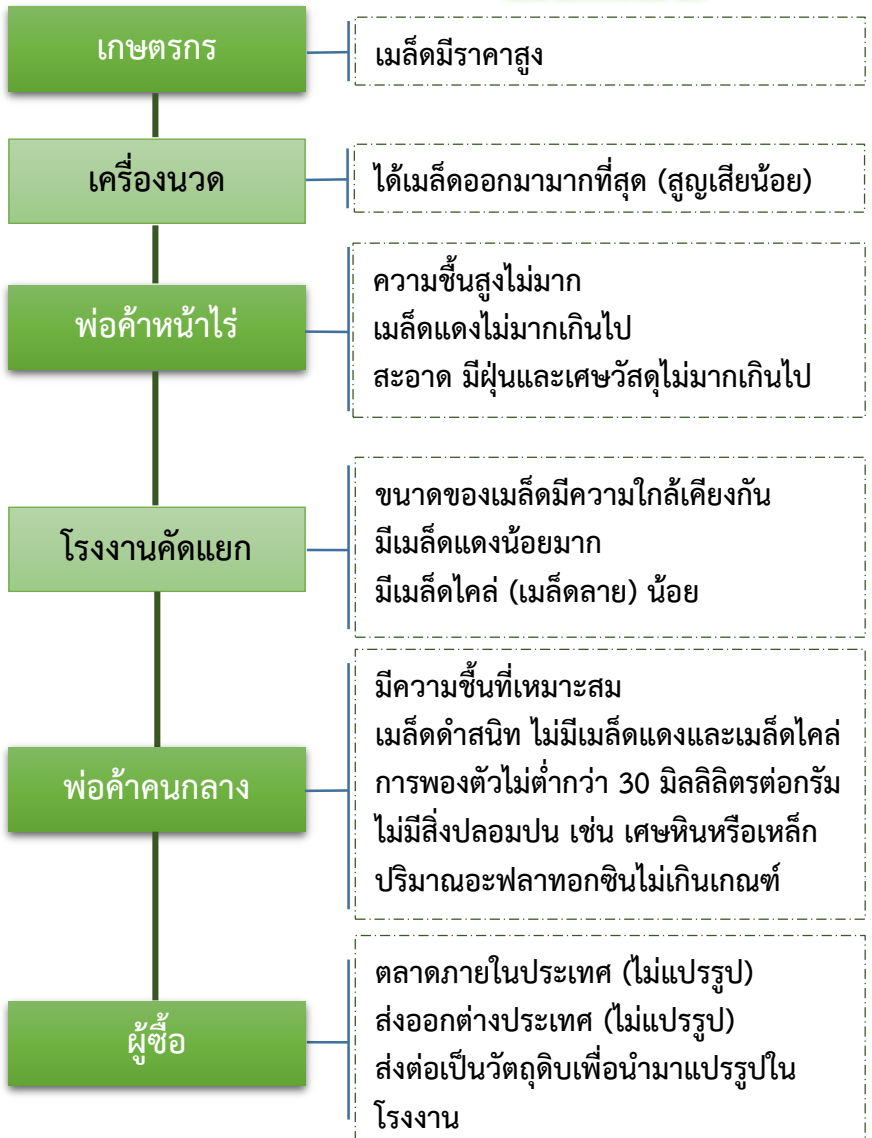 เกษตรกร
เมล็ดมีราคาสูง
เครื่องนวด
ได้เมล็ดออกมามากที่สุด (สูญเสียน้อย)
พ่อค้าหน้าไร่
ความชื้นสูงไม่มาก
เมล็ดแดงไม่มากเกินไป
สะอาด มีฝุ่นและเศษวัสดุไม่มากเกินไป
โรงงานคัดแยก
ขนาดของเมล็ดมีความใกล้เคียงกัน
มีเมล็ดแดงน้อยมาก
มีเมล็ดไคล่ (เมล็ดลาย) น้อย
พ่อค้าคนกลาง
มีความชื้นที่เหมาะสม
เมล็ดดำสนิท ไม่มีเมล็ดแดงและเมล็ดไคล่
การพองตัวไม่ต่ำกว่า 30 มิลลิลิตรต่อกรัม
ไม่มีสิ่งปลอมปน เช่น เศษหินหรือเหล็ก
ปริมาณอะฟลาทอกซินไม่เกินเกณฑ์
ผู้ซื้อ
ตลาดภายในประเทศ (ไม่แปรรูป)
ส่งออกต่างประเทศ (ไม่แปรรูป)
ส่งต่อเป็นวัตถุดิบเพื่อนำมาแปรรูปใน
โรงงาน